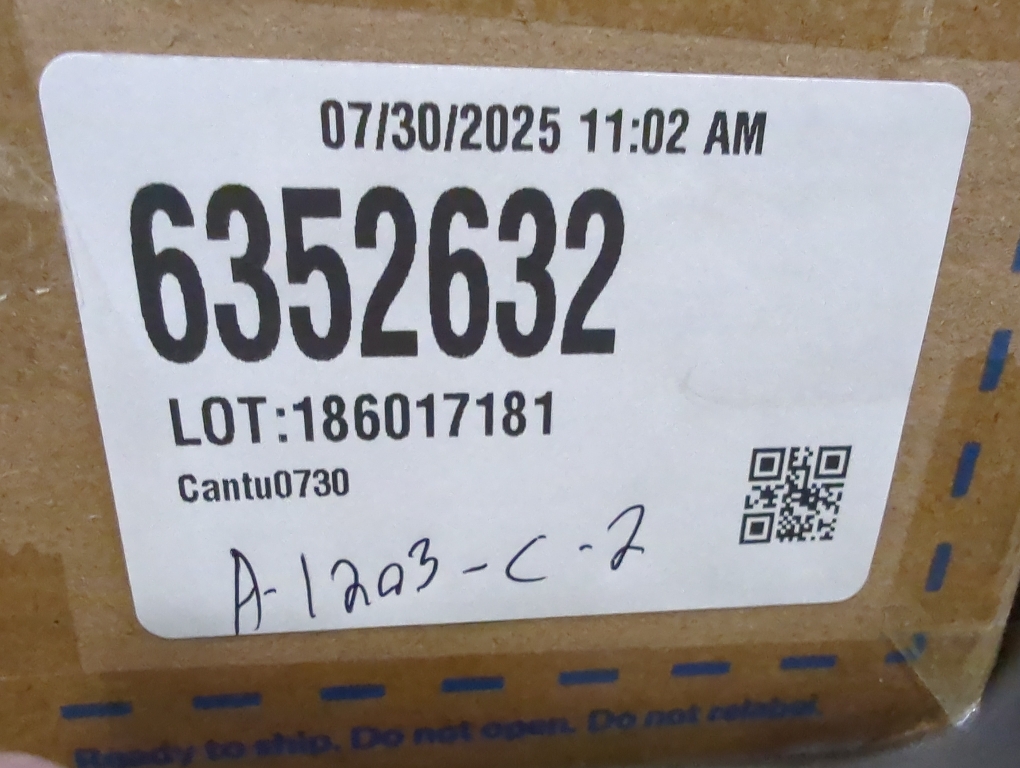 07/30/2025 11:02 AM
6352632
LOT:186017181
Cantu0730
A-1203-C-2
Ready to ship. Do not open. Do not relabel.